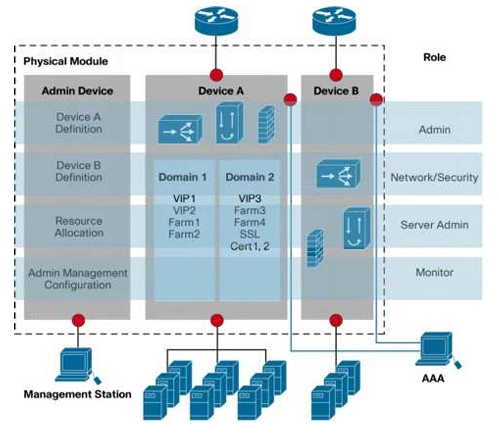 Physical Module
Role
Admin Device
Device A
Device B
Device A
Definition
Admin
Device B
Definition
Domain 1
Domain 2
Network/Security
VIP1
VIP2
Farm1
Farm2
VIP3
Farm3
Farm4
SSL
Cert1, 2
Resource
Allocation
Server Admin
Admin Management
Configuration
Monitor
Management Station
AAA